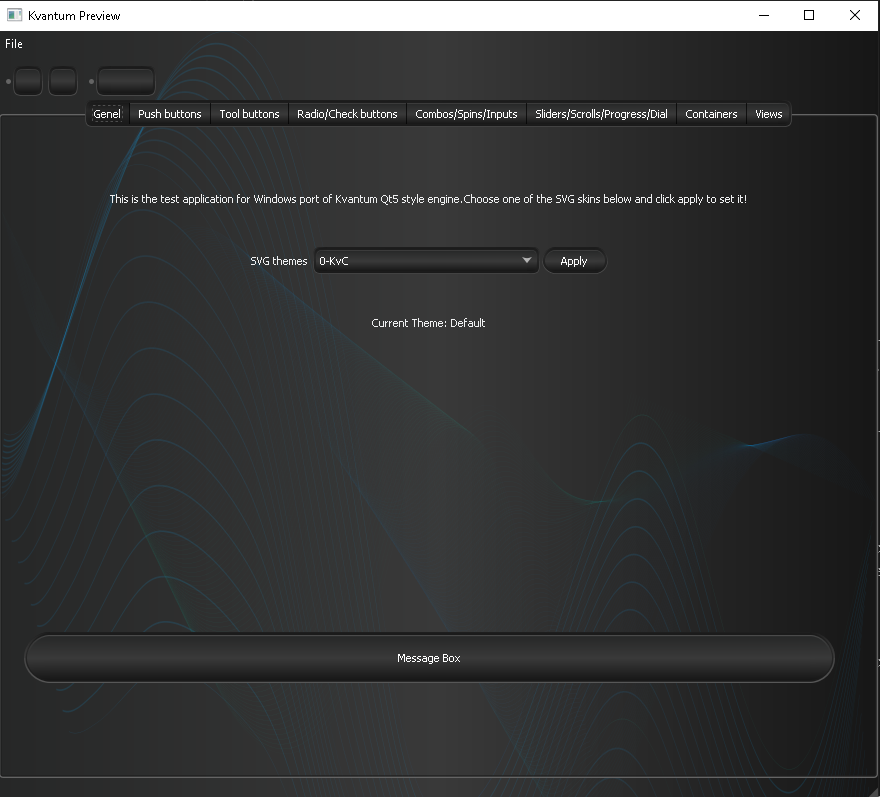 Kvantum Preview
File
Genel Push buttons Tool buttons Radio/Check buttons Combos/Spins/Inputs Sliders/Scrolls/Progress/Dial Containers Views
This is the test application for Windows port of Kvantum Qt5 style engine.Choose one of the SVG skins below and click apply to set it!
SVG themes 0-KvC Apply
Current Theme: Default
Message Box